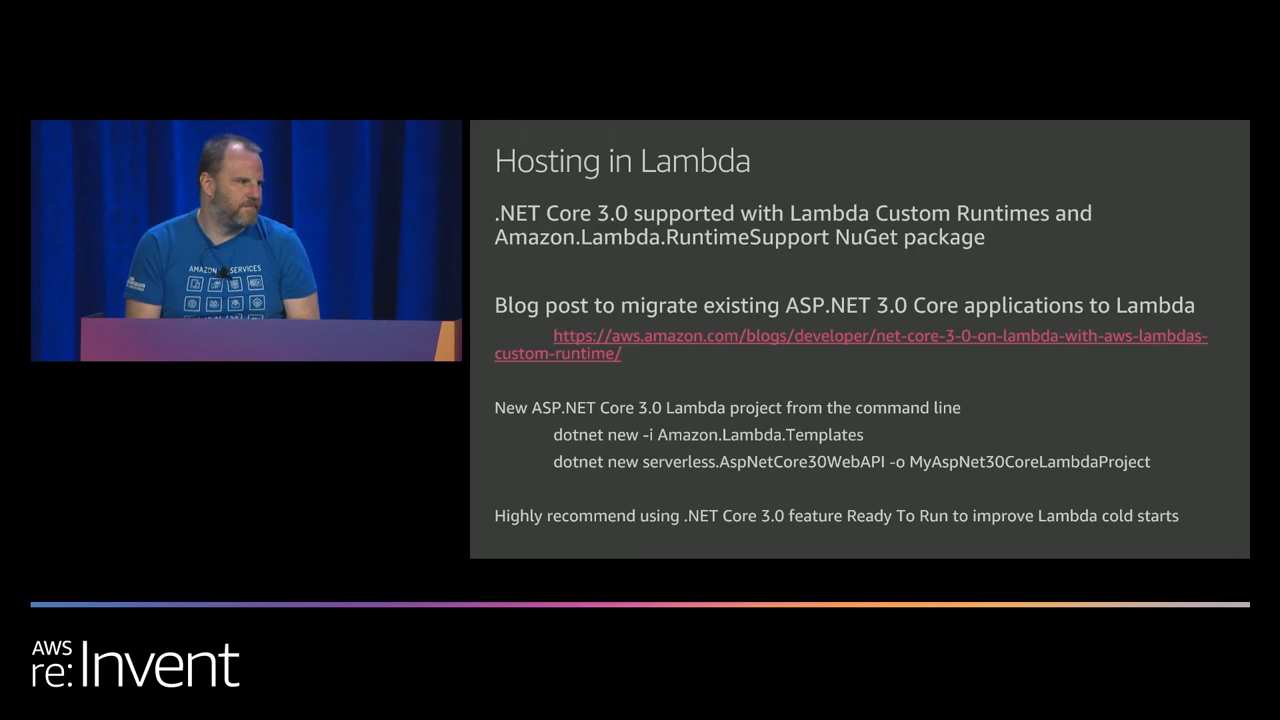 AMAZON
SERVICES
Hosting in Lambda
.NET Core 3.0 supported with Lambda Custom Runtimes and
Amazon.Lambda.RuntimeSupport NuGet package
Blog post to migrate existing ASP.NET 3.0 Core applications to Lambda
https://aws.amazon.com/blogs/developer/net-core-3-0-on-lambda-with-aws-lambdas-
custom-runtime/
New ASP.NET Core 3.0 Lambda project from the command line
dotnet new -i Amazon.Lambda.Templates
dotnet new serverless.AspNetCore30WebAPI -o MyAspNet30CoreLambdaProject
Highly recommend using .NET Core 3.0 feature Ready To Run to improve Lambda cold starts
AWS
re:Invent